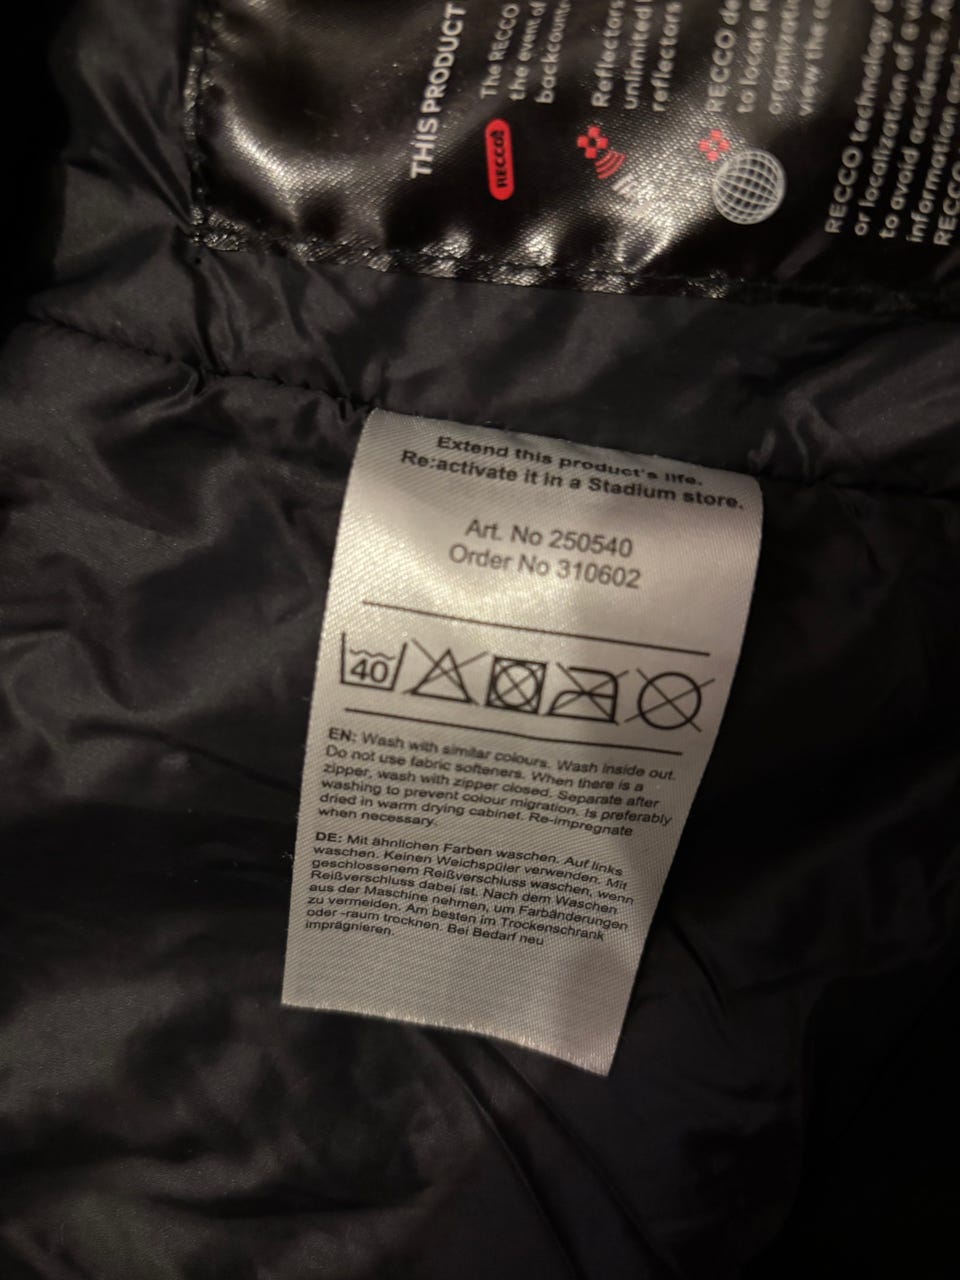 THIS PRODUCT
RECCO
The RECCO
the event of
backcount
Reflectors
unlimited
reflectors
RECCO de
to locate
organizati
view the
RECCO technology
or localization of a
to avoid accidents.
information and
RECCO
Extend this product's life.
Re:activate it in a Stadium store.
Art. No 250540
Order No 310602
40
EN: Wash with similar colours. Wash inside out.
Do not use fabric softeners. When there is a
zipper, wash with zipper closed. Separate after
washing to prevent colour migration. Is preferably
dried in warm drying cabinet. Re-impregnate
when necessary.
DE: Mit ähnlichen Farben waschen. Auf links
waschen. Keinen Weichspüler verwenden. Mit
geschlossenem Reißverschluss waschen, wenn
Reißverschluss dabei ist. Nach dem Waschen
aus der Maschine nehmen, um Farbänderungen
zu vermeiden. Am besten im Trockenschrank
oder -raum trocknen. Bei Bedarf neu
imprägnieren.